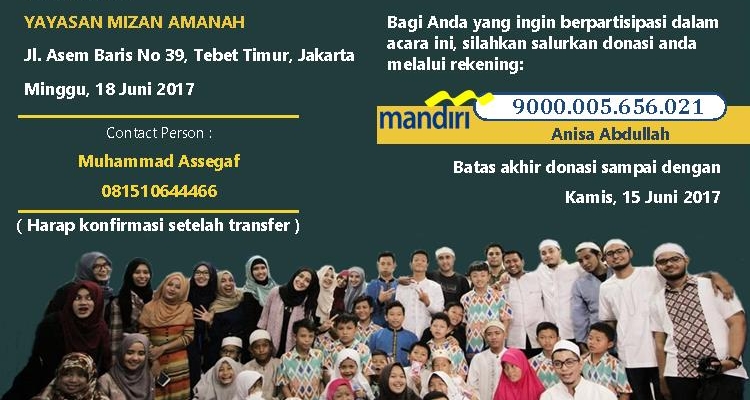 YAYASAN MIZAN AMANAH
Jl. Asem Baris No 39, Tebet Timur, Jakarta
Minggu, 18 Juni 2017
Contact Person :
Muhammad Assegaf
081510644466
( Harap konfirmasi setelah transfer )
Bagi Anda yang ingin berpartisipasi dalam
acara ini, silahkan salurkan donasi anda
melalui rekening:
mandiri
9000.005.656.021
Anisa Abdullah
Batas akhir donasi sampai dengan
Kamis, 15 Juni 2017